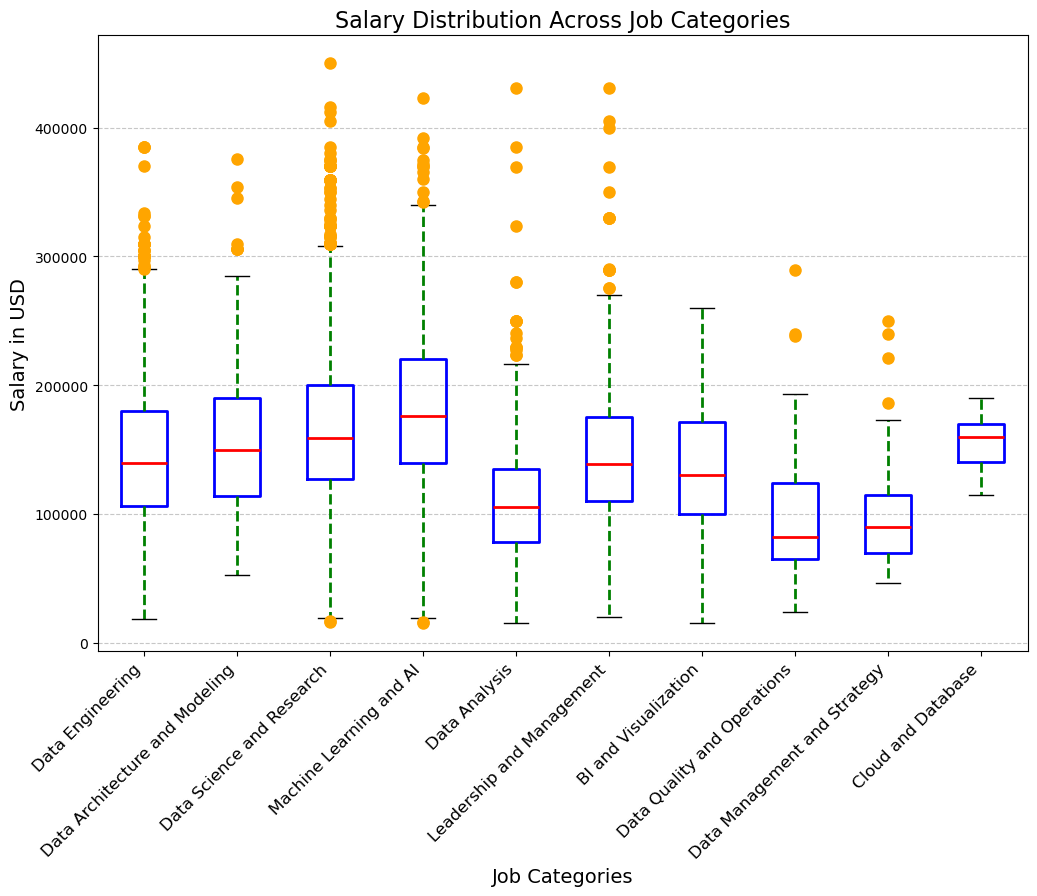 Salary Distribution Across Job Categories
Salary in USD
400000
300000
200000
100000
0
Data Engineering
Data Architecture and Modeling
Data Science and Research
Machine Learning and AI
Data Analysis
Leadership and Management
BI and Visualization
Data Quality and Operations
Data Management and Strategy
Cloud and Database
Job Categories